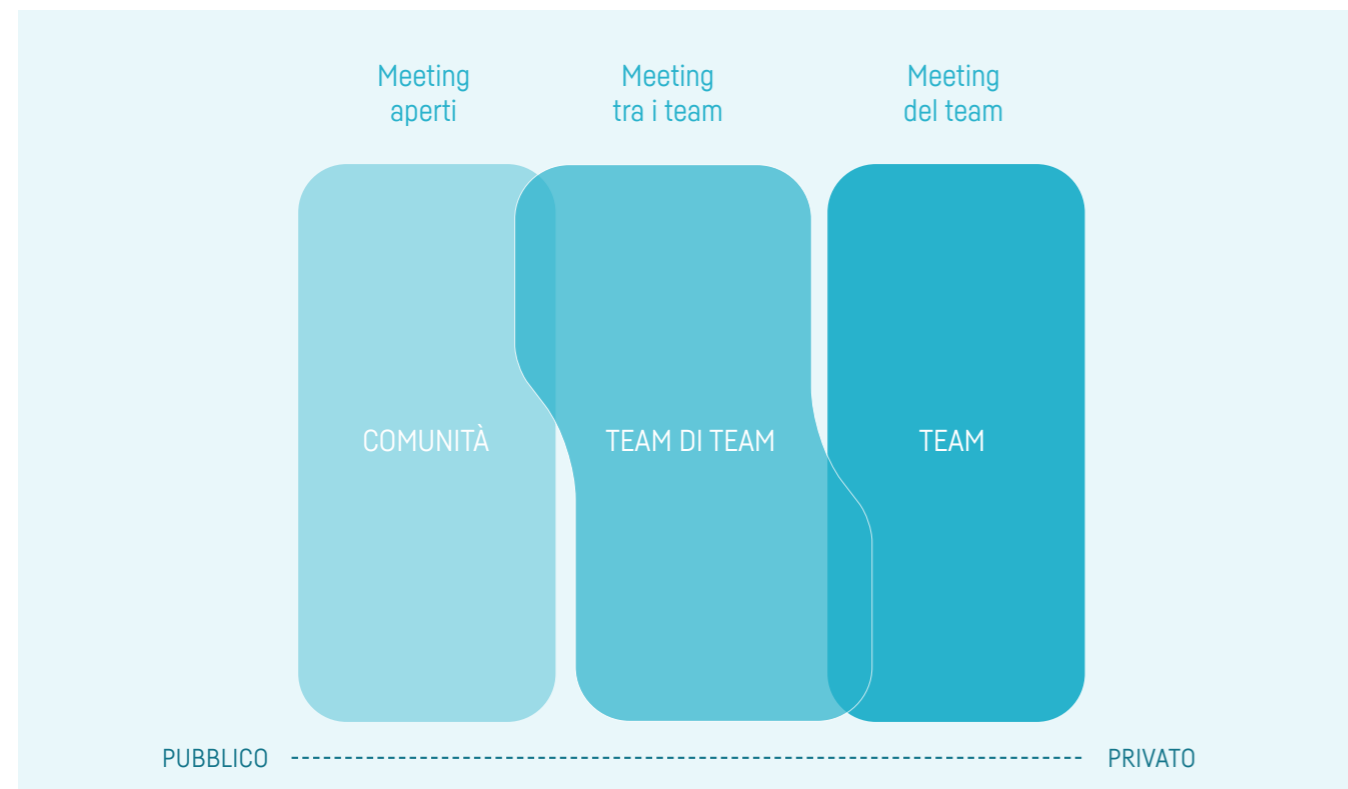 Meeting
aperti
Meeting
tra i team
Meeting
del team
COMUNITÀ
TEAM DI TEAM
TEAM
PUBBLICO
PRIVATO